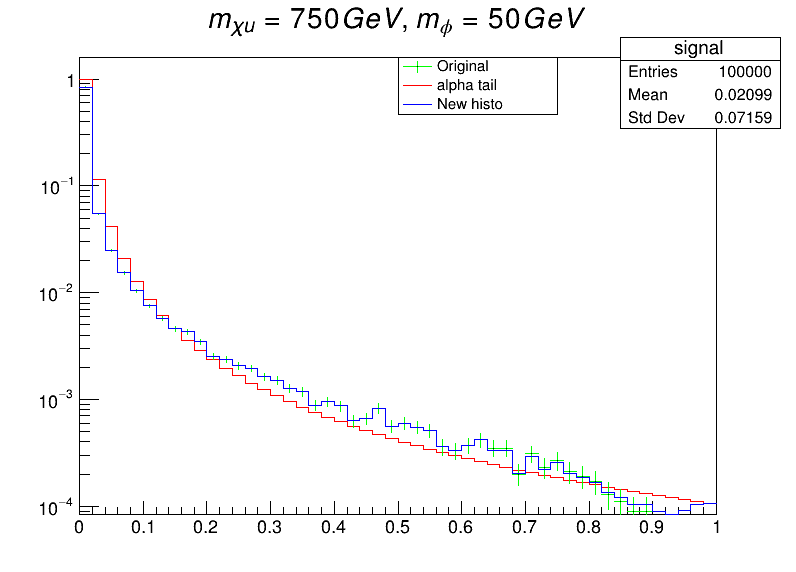 mχu = 750GeV, mϕ = 50GeV
signal
Entries 100000
Mean 0.02099
Std Dev 0.07159
Original
alpha tail
New histo
1
10−1
10−2
10−3
10−4
0 0.1 0.2 0.3 0.4 0.5 0.6 0.7 0.8 0.9 1